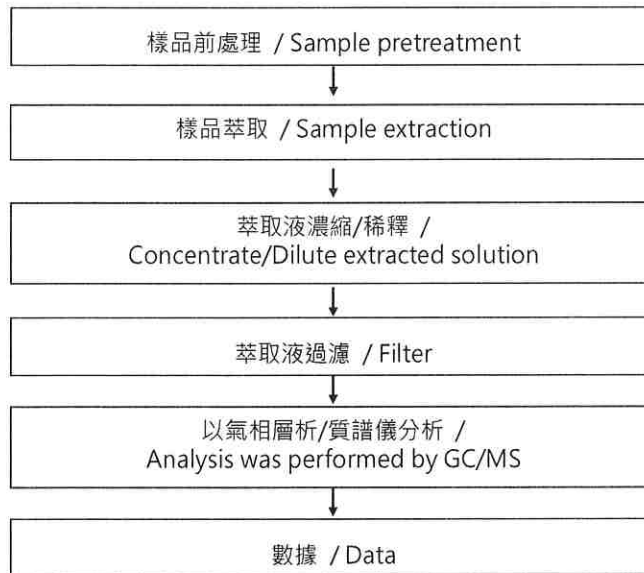 樣品前處理 / Sample pretreatment
樣品萃取 / Sample extraction
萃取液濃縮/稀釋 /
Concentrate/Dilute extracted solution
萃取液過濾 / Filter
以氣相層析/質譜儀分析 /
Analysis was performed by GC/MS
數據 / Data